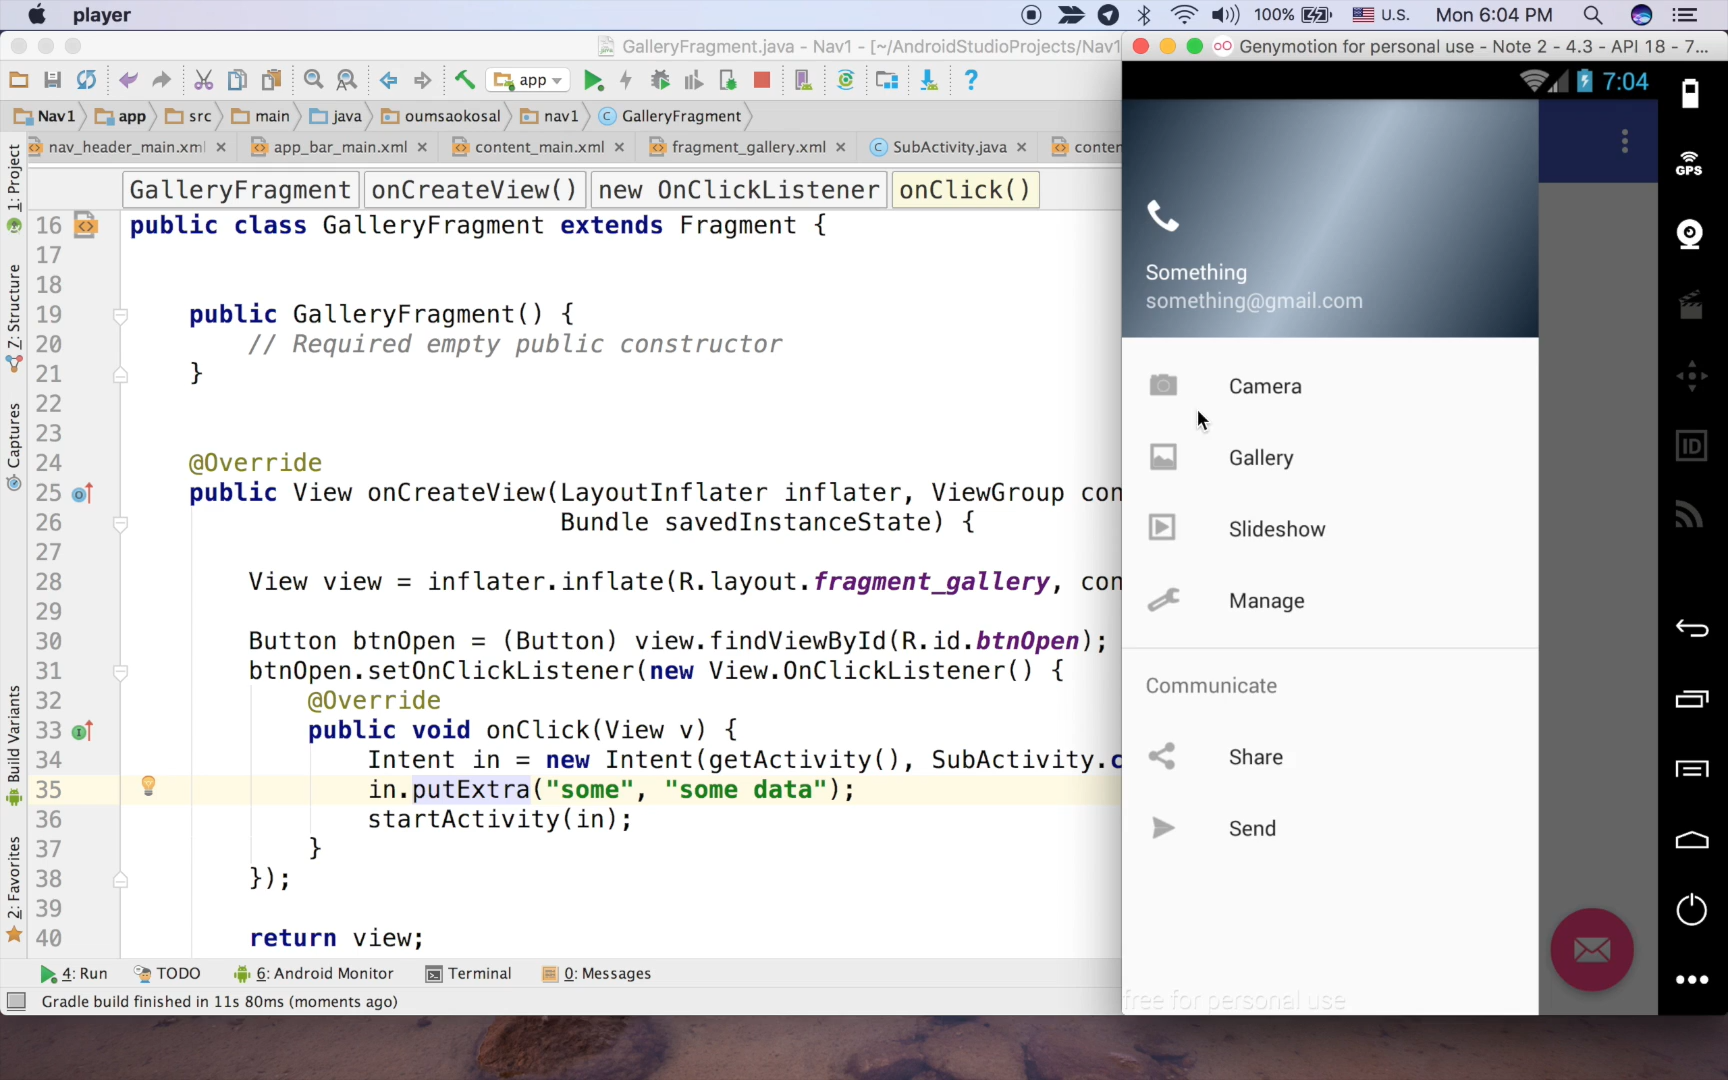 player
100%
U.S.
Mon 6:04 PM
GalleryFragment.java - Nav1 - [~/AndroidStudioProjects/Nav1
Genymotion for personal use - Note 2 - 4.3 - API 18 - 7...
app
?
7:04
Nav1
app
src
main
java
oumsaokosal
nav1
GalleryFragment
GPS
nav_header_main.xml
app_bar_main.xml
content_main.xml
fragment_gallery.xml
SubActivity.java
GalleryFragment
onCreateView()
new OnClickListener
onClick()
1: Project
Z: Structure
Captures
Build Variants
2: Favorites
16 public class GalleryFragment extends Fragment {
17
18
19 public GalleryFragment() {
20 // Required empty public constructor
21 }
22
23
24 @Override
25 public View onCreateView(LayoutInflater inflater, ViewGroup con
26 Bundle savedInstanceState) {
27
28 View view = inflater.inflate(R.layout.fragment_gallery, con
29
30 Button btnOpen = (Button) view.findViewById(R.id.btnOpen);
31 btnOpen.setOnClickListener(new View.OnClickListener() {
32 @Override
33 public void onClick(View v) {
34 Intent in = new Intent(getActivity(), SubActivity.c
35 in.putExtra("some", "some data");
36 startActivity(in);
37 }
38 });
39
40 return view;
Something
something@gmail.com
Camera
Gallery
Slideshow
Manage
Communicate
Share
Send
free for personal use
ID
4: Run
TODO
6: Android Monitor
Terminal
0: Messages
Gradle build finished in 11s 80ms (moments ago)